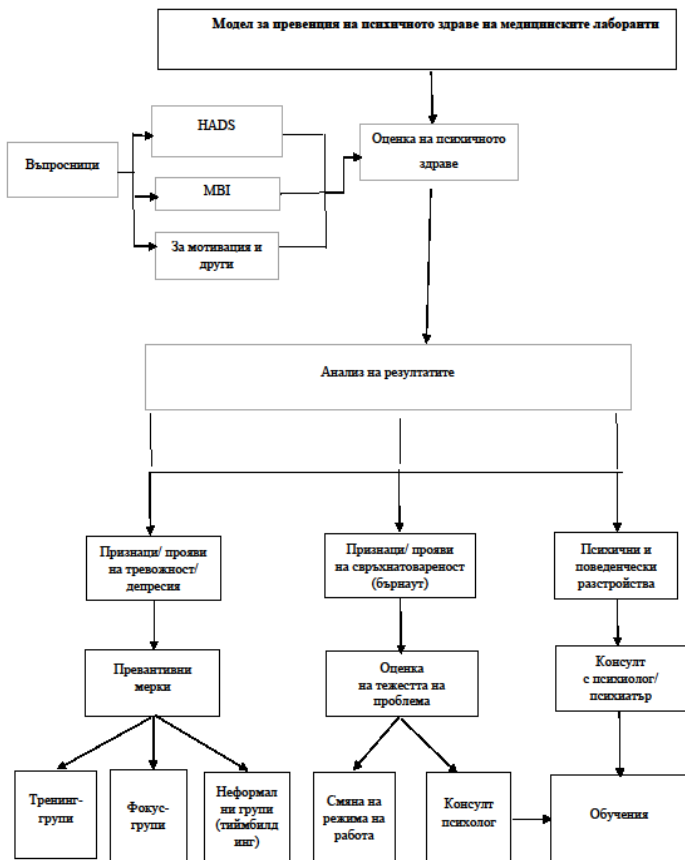 Модел за превенция на психичното здраве на медицинските лаборанти
HADS
Оценка на психичното
здраве
Въпросници
MBI
За мотивация и
други
Анализ на резултатите
Признаци/ прояви
на тревожност/
депресия
Признаци/ прояви
на свръхнатовареност
(бърнаут)
Психични и
поведенчески
разстройства
Превантивни
мерки
Оценка
на тежестта на
проблема
Консулт
с психиолог/
психиатър
Тренинг-
групи
Фокус-
групи
Неформал
ни групи
(тиймбилд
инг)
Смяна на
режима на
работа
Консулт
психолог
Обучения